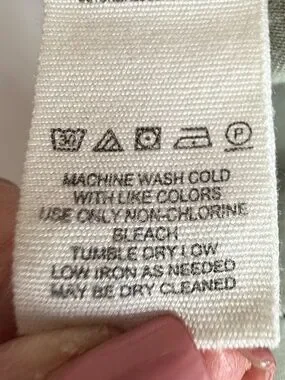 30
P
MACHINE WASH COLD
WITH LIKE COLORS
USE ONLY NON-CHLORINE
BLEACH
TUMBLE DRY LOW
LOW IRON AS NEEDED
MAY BE DRY CLEANED